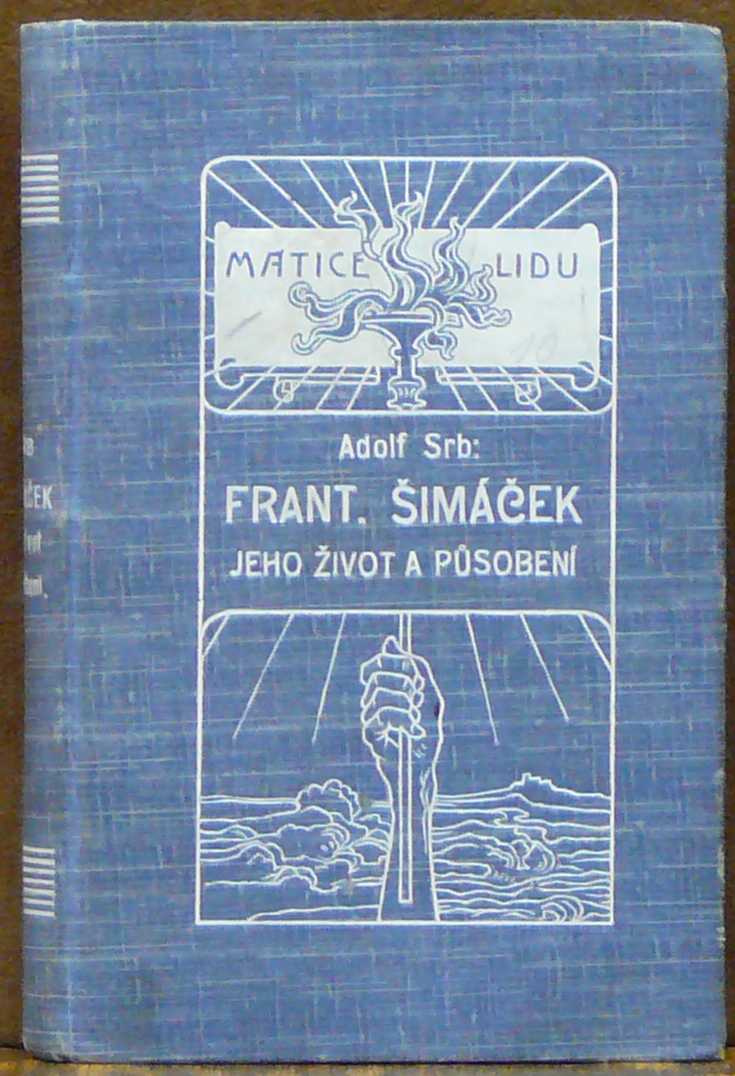 MATICE LIDU
Adolf Srb:
FRANT. ŠIMÁČEK
JEHO ŽIVOT A PŮSOBENÍ